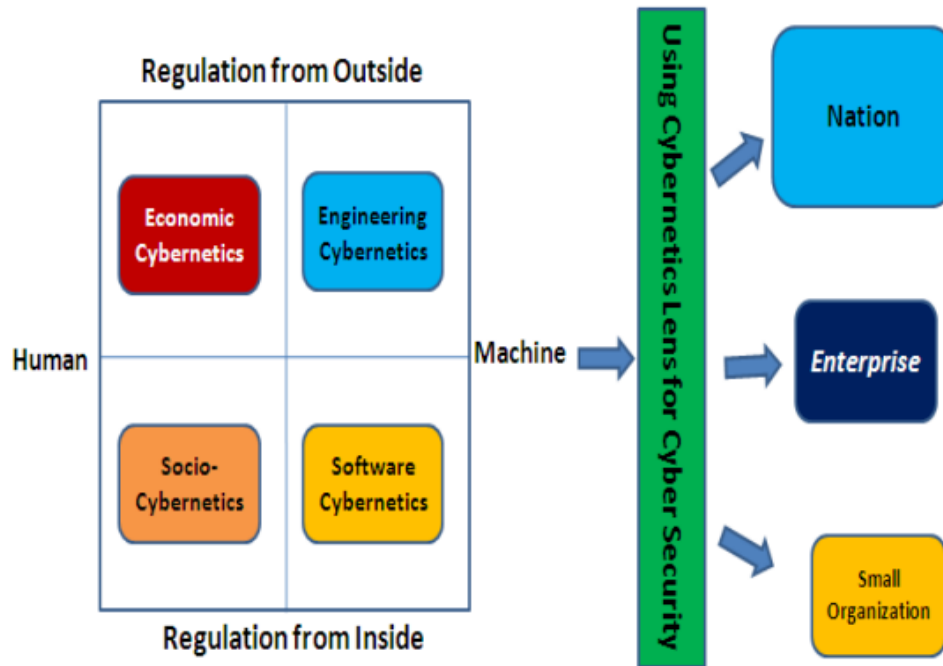 Regulation from Outside
Economic
Cybernetics
Engineering
Cybernetics
Human
Machine
Socio-
Cybernetics
Software
Cybernetics
Regulation from Inside
Using Cybernetics Lens for Cyber Security
Nation
Enterprise
Small
Organization